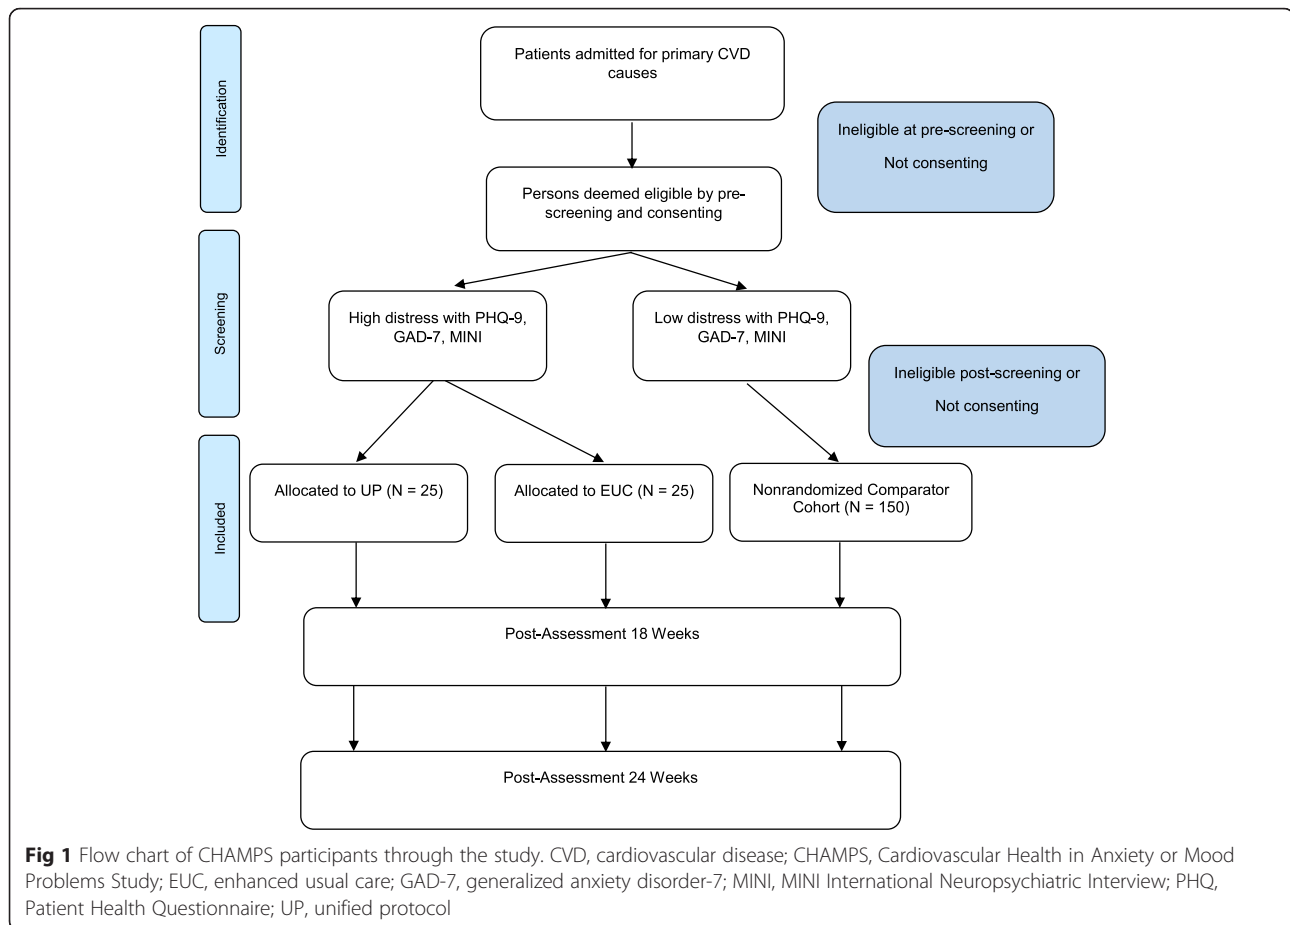 Identification
Patients admitted for primary CVD
causes
Ineligible at pre-screening or
Not consenting
Persons deemed eligible by pre-
screening and consenting
Screening
High distress with PHQ-9,
GAD-7, MINI
Low distress with PHQ-9,
GAD-7, MINI
Ineligible post-screening or
Not consenting
Included
Allocated to UP (N = 25)
Allocated to EUC (N = 25)
Nonrandomized Comparator
Cohort (N = 150)
Post-Assessment 18 Weeks
Post-Assessment 24 Weeks
Fig 1 Flow chart of CHAMPS participants through the study. CVD, cardiovascular disease; CHAMPS, Cardiovascular Health in Anxiety or Mood
Problems Study; EUC, enhanced usual care; GAD-7, generalized anxiety disorder-7; MINI, MINI International Neuropsychiatric Interview; PHQ,
Patient Health Questionnaire; UP, unified protocol